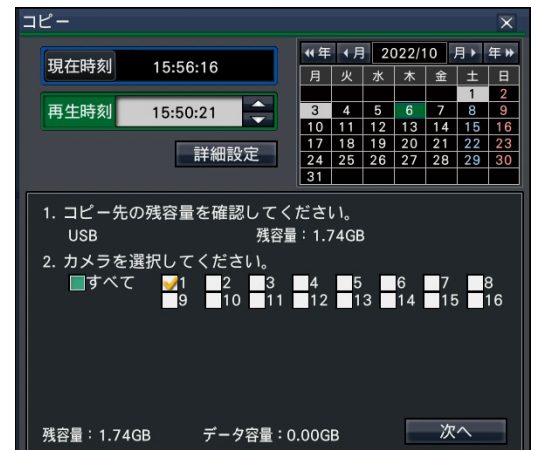 コピー
現在時刻 15:56:16
再生時刻 15:50:21
詳細設定
年 月 2022/10 月 年
月 火 水 木 金 土 日
1 2
3 4 5 6 7 8 9
10 11 12 13 14 15 16
17 18 19 20 21 22 23
24 25 26 27 28 29 30
31
1. コピー先の残容量を確認してください。
USB 残容量：1.74GB
2. カメラを選択してください。
すべて 1 2 3 4 5 6 7 8
9 10 11 12 13 14 15 16
残容量：1.74GB データ容量：0.00GB 次へ